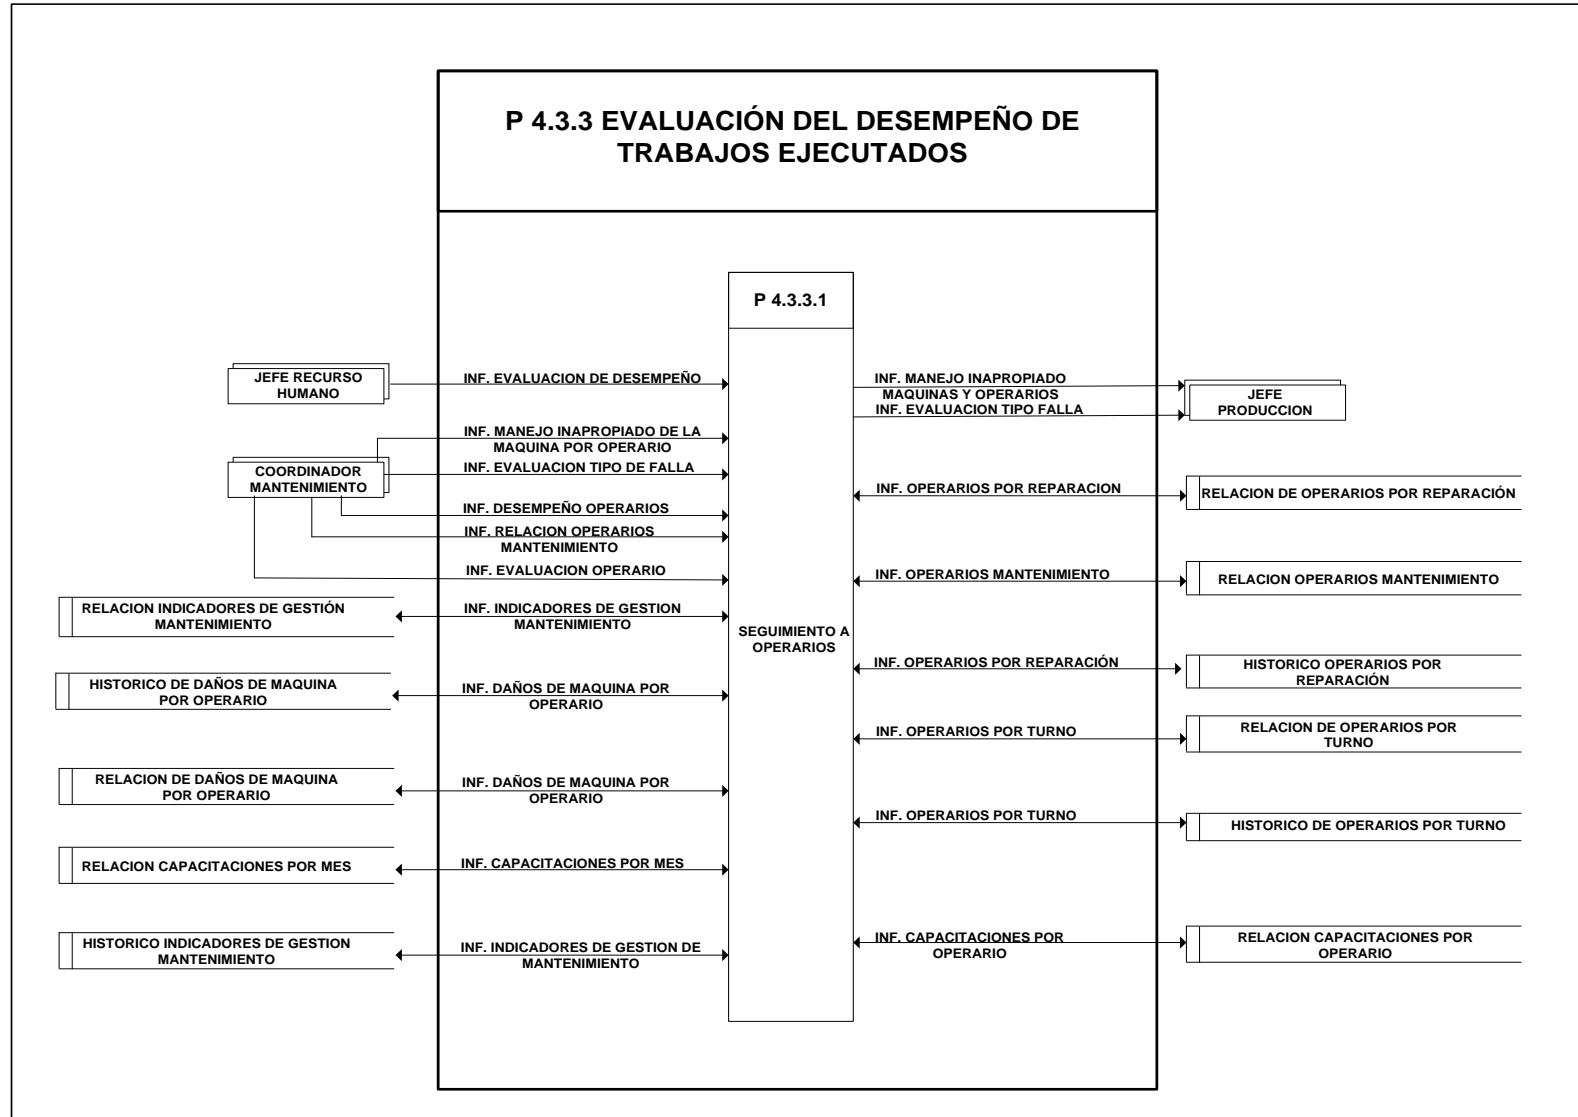 P 4.3.3 EVALUACIÓN DEL DESEMPEÑO DE
TRABAJOS EJECUTADOS
P 4.3.3.1
SEGUIMIENTO A
OPERARIOS
JEFE RECURSO
HUMANO
INF. EVALUACION DE DESEMPEÑO
COORDINADOR
MANTENIMIENTO
INF. MANEJO INAPROPIADO DE LA
MAQUINA POR OPERARIO
INF. EVALUACION TIPO DE FALLA
INF. DESEMPEÑO OPERARIOS
INF. RELACION OPERARIOS
MANTENIMIENTO
INF. EVALUACION OPERARIO
RELACION INDICADORES DE GESTIÓN
MANTENIMIENTO
INF. INDICADORES DE GESTION
MANTENIMIENTO
HISTORICO DE DAÑOS DE MAQUINA
POR OPERARIO
INF. DAÑOS DE MAQUINA POR
OPERARIO
RELACION DE DAÑOS DE MAQUINA
POR OPERARIO
INF. DAÑOS DE MAQUINA POR
OPERARIO
RELACION CAPACITACIONES POR MES
INF. CAPACITACIONES POR MES
HISTORICO INDICADORES DE GESTION
MANTENIMIENTO
INF. INDICADORES DE GESTION DE
MANTENIMIENTO
INF. MANEJO INAPROPIADO
MAQUINAS Y OPERARIOS
INF. EVALUACION TIPO FALLA
JEFE
PRODUCCION
INF. OPERARIOS POR REPARACION
RELACION DE OPERARIOS POR REPARACIÓN
INF. OPERARIOS MANTENIMIENTO
RELACION OPERARIOS MANTENIMIENTO
INF. OPERARIOS POR REPARACIÓN
HISTORICO OPERARIOS POR
REPARACIÓN
INF. OPERARIOS POR TURNO
RELACION DE OPERARIOS POR
TURNO
INF. OPERARIOS POR TURNO
HISTORICO DE OPERARIOS POR TURNO
INF. CAPACITACIONES POR
OPERARIO
RELACION CAPACITACIONES POR
OPERARIO